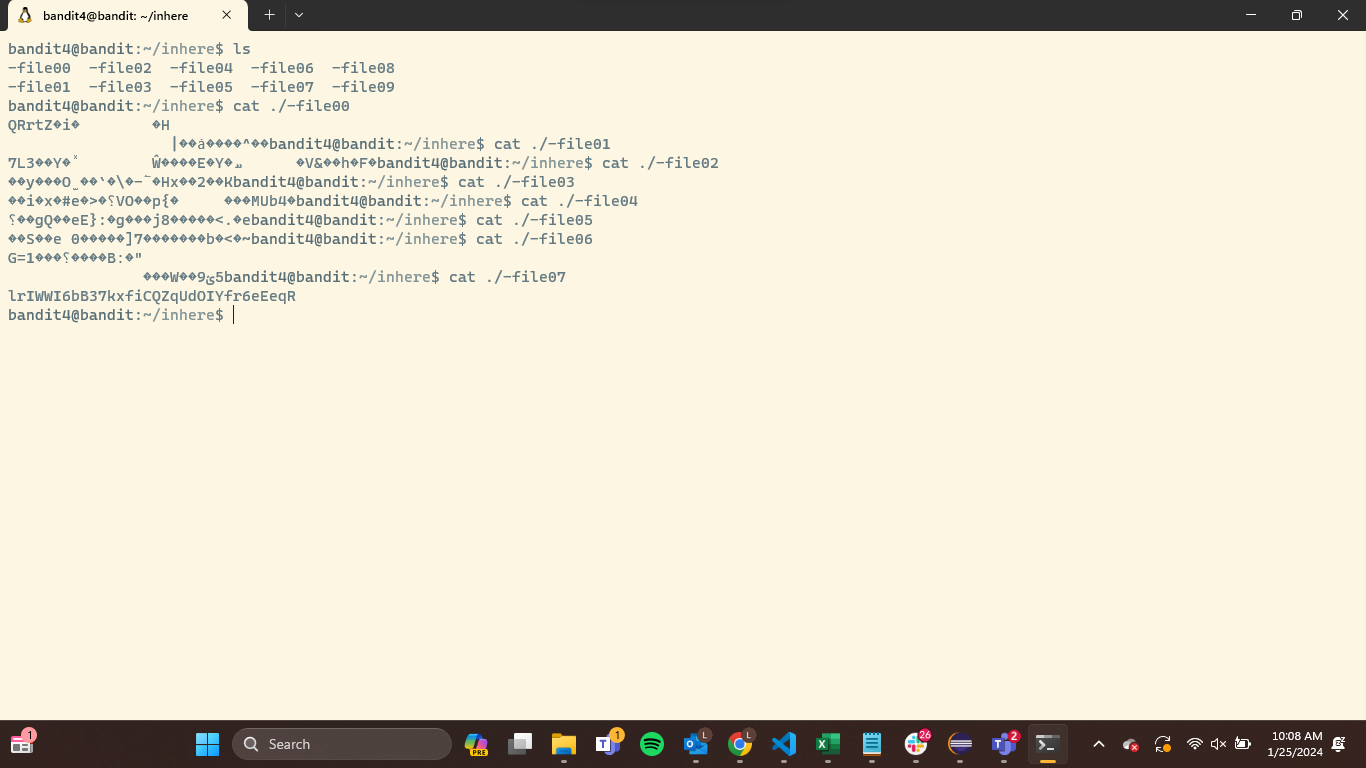 bandit4@bandit: ~/inhere
bandit4@bandit:~/inhere$ ls
-file00  -file02  -file04  -file06  -file08
-file01  -file03  -file05  -file07  -file09
bandit4@bandit:~/inhere$ cat ./-file00
QRrtZ�i�        �H
|��ȧ����^��bandit4@bandit:~/inhere$ cat ./-file01
7L3��Y�        Ŵ����E�Y�      �V&��h�F�bandit4@bandit:~/inhere$ cat ./-file02
��y���O ��`�\�-�Hx��2��Kbandit4@bandit:~/inhere$ cat ./-file03
��i�x�#e�>�؟VO��p{�     ���MUb4�bandit4@bandit:~/inhere$ cat ./-file04
؟��gQ��eE}:�g���j8�����<.�ebandit4@bandit:~/inhere$ cat ./-file05
��S��e 0�����]7�������b�<�~bandit4@bandit:~/inhere$ cat ./-file06
G=1���؟����B:�"
���W��9ئ5bandit4@bandit:~/inhere$ cat ./-file07
lrIWWI6bB37kxfiCQZqUdOIYfr6eEeqR
bandit4@bandit:~/inhere$
1
Search
PRE
1
L
L
26
2
10:08 AM
1/25/2024